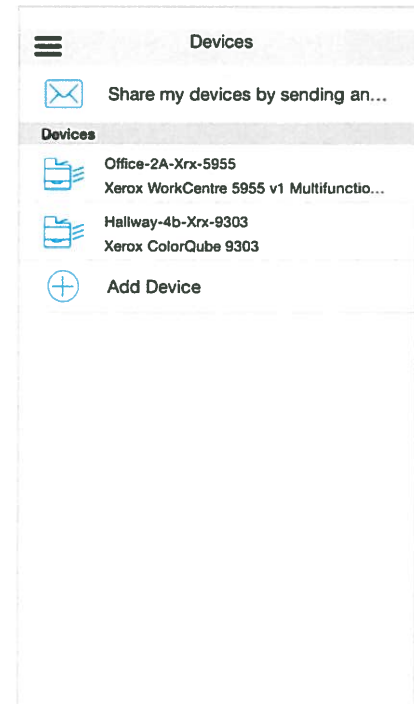 Devices
Share my devices by sending an...
Devices
Office-2A-Xrx-5955
Xerox WorkCentre 5955 v1 Multifunctio...
Hallway-4b-Xrx-9303
Xerox ColorQube 9303
Add Device